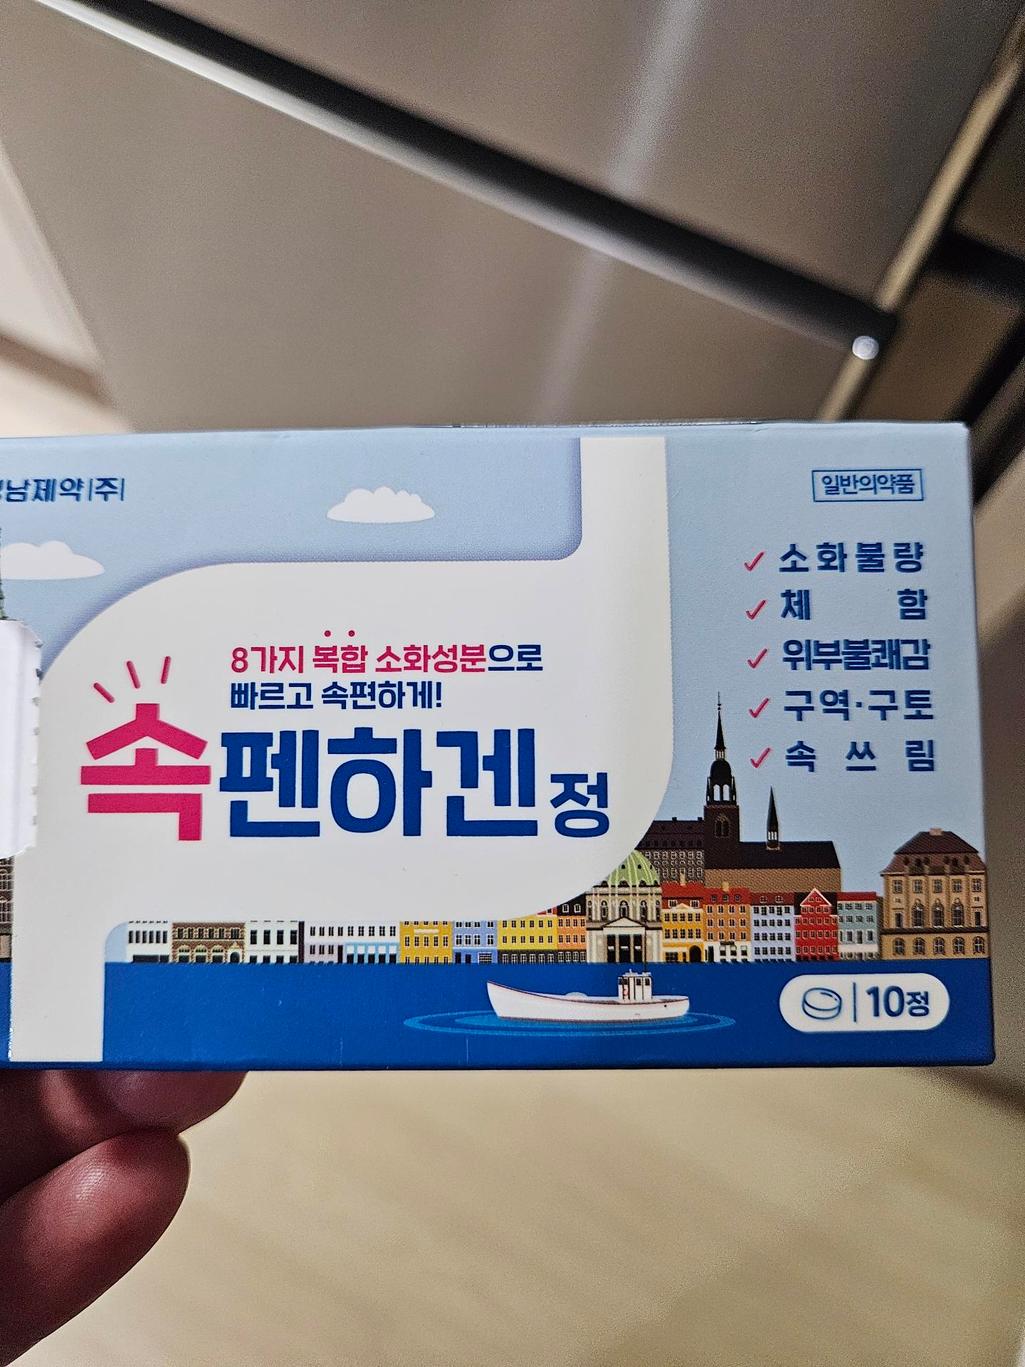 남제약(주)
일반의약품
✓ 소화불량
✓ 체 함
✓ 위부불쾌감
✓ 구역·구토
✓ 속 쓰 림
8가지 복합 소화성분으로
빠르고 속편하게!
속펜하겐정
10정